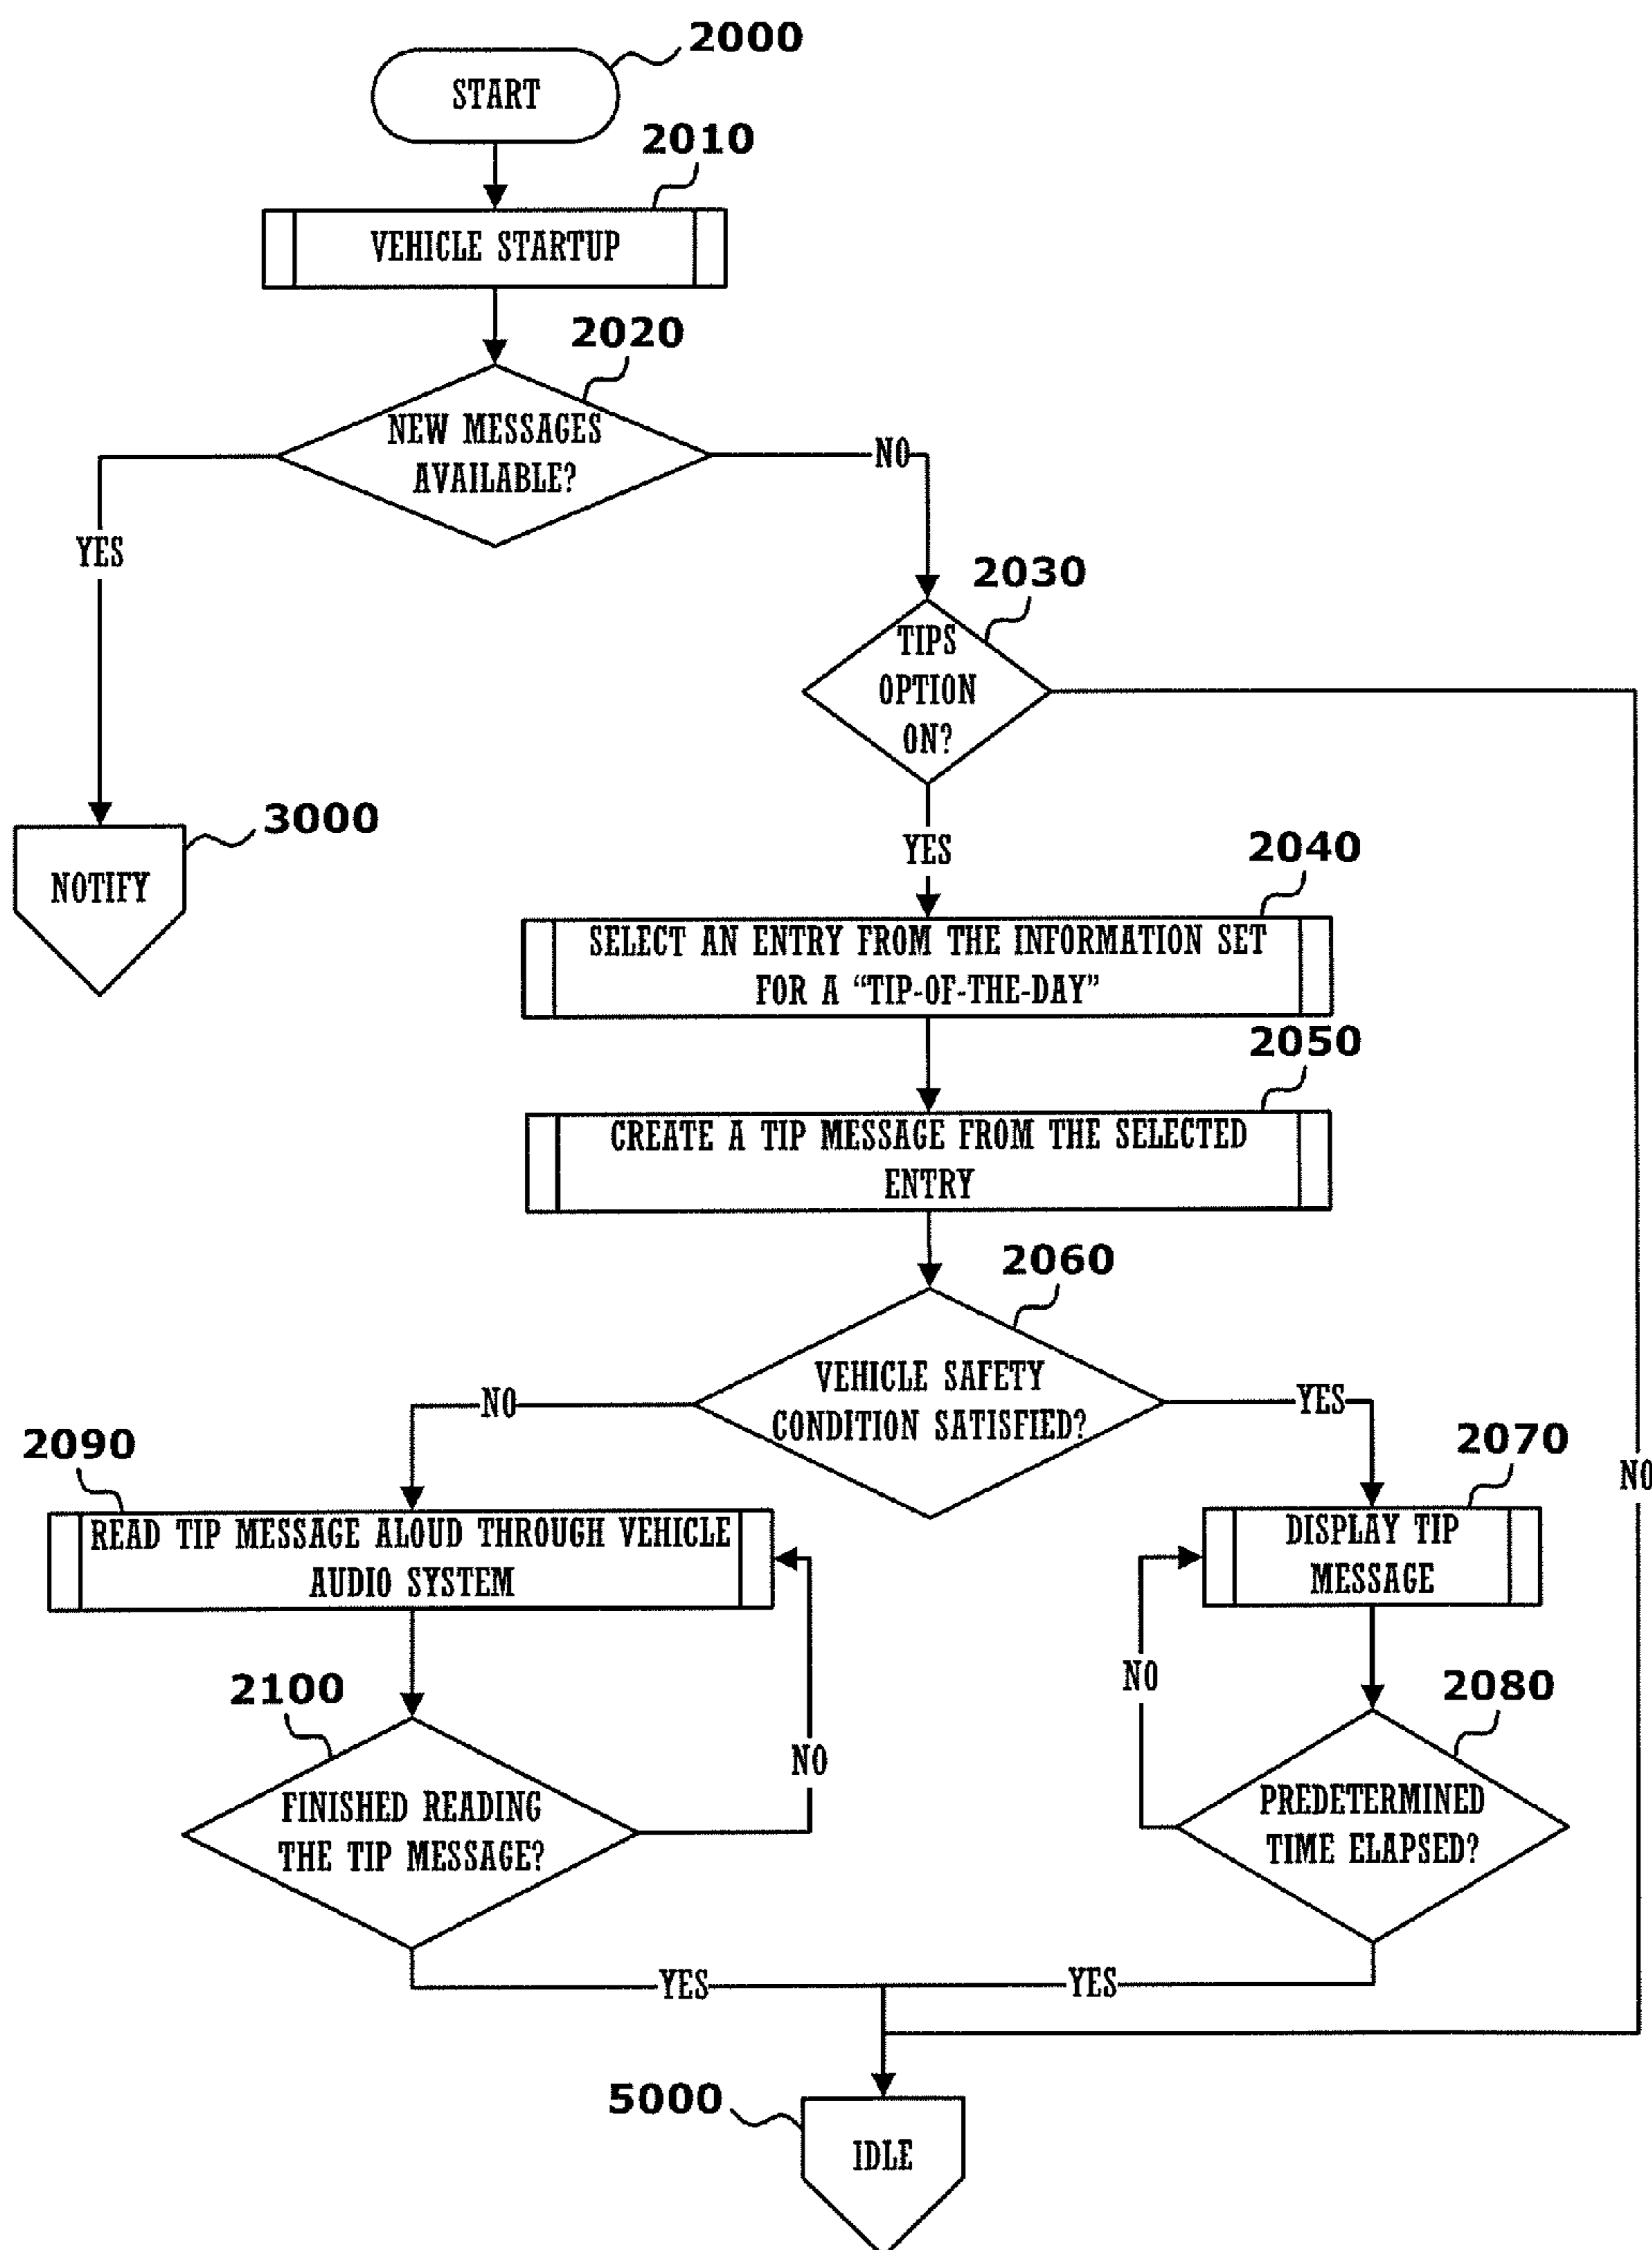 2000
START
2010
VEHICLE STARTUP
2020
NEW MESSAGES
AVAILABLE?
NO
YES
2030
TIPS
OPTION
ON?
3000
NOTIFY
YES
2040
SELECT AN ENTRY FROM THE INFORMATION SET
FOR A “TIP-OF-THE-DAY”
2050
CREATE A TIP MESSAGE FROM THE SELECTED
ENTRY
2060
VEHICLE SAFETY
CONDITION SATISFIED?
NO
YES
2090
2070
NO
READ TIP MESSAGE ALOUD THROUGH VEHICLE
AUDIO SYSTEM
DISPLAY TIP
MESSAGE
2100
NO
NO
2080
FINISHED READING
THE TIP MESSAGE?
PREDETERMINED
TIME ELAPSED?
YES
YES
5000
IDLE